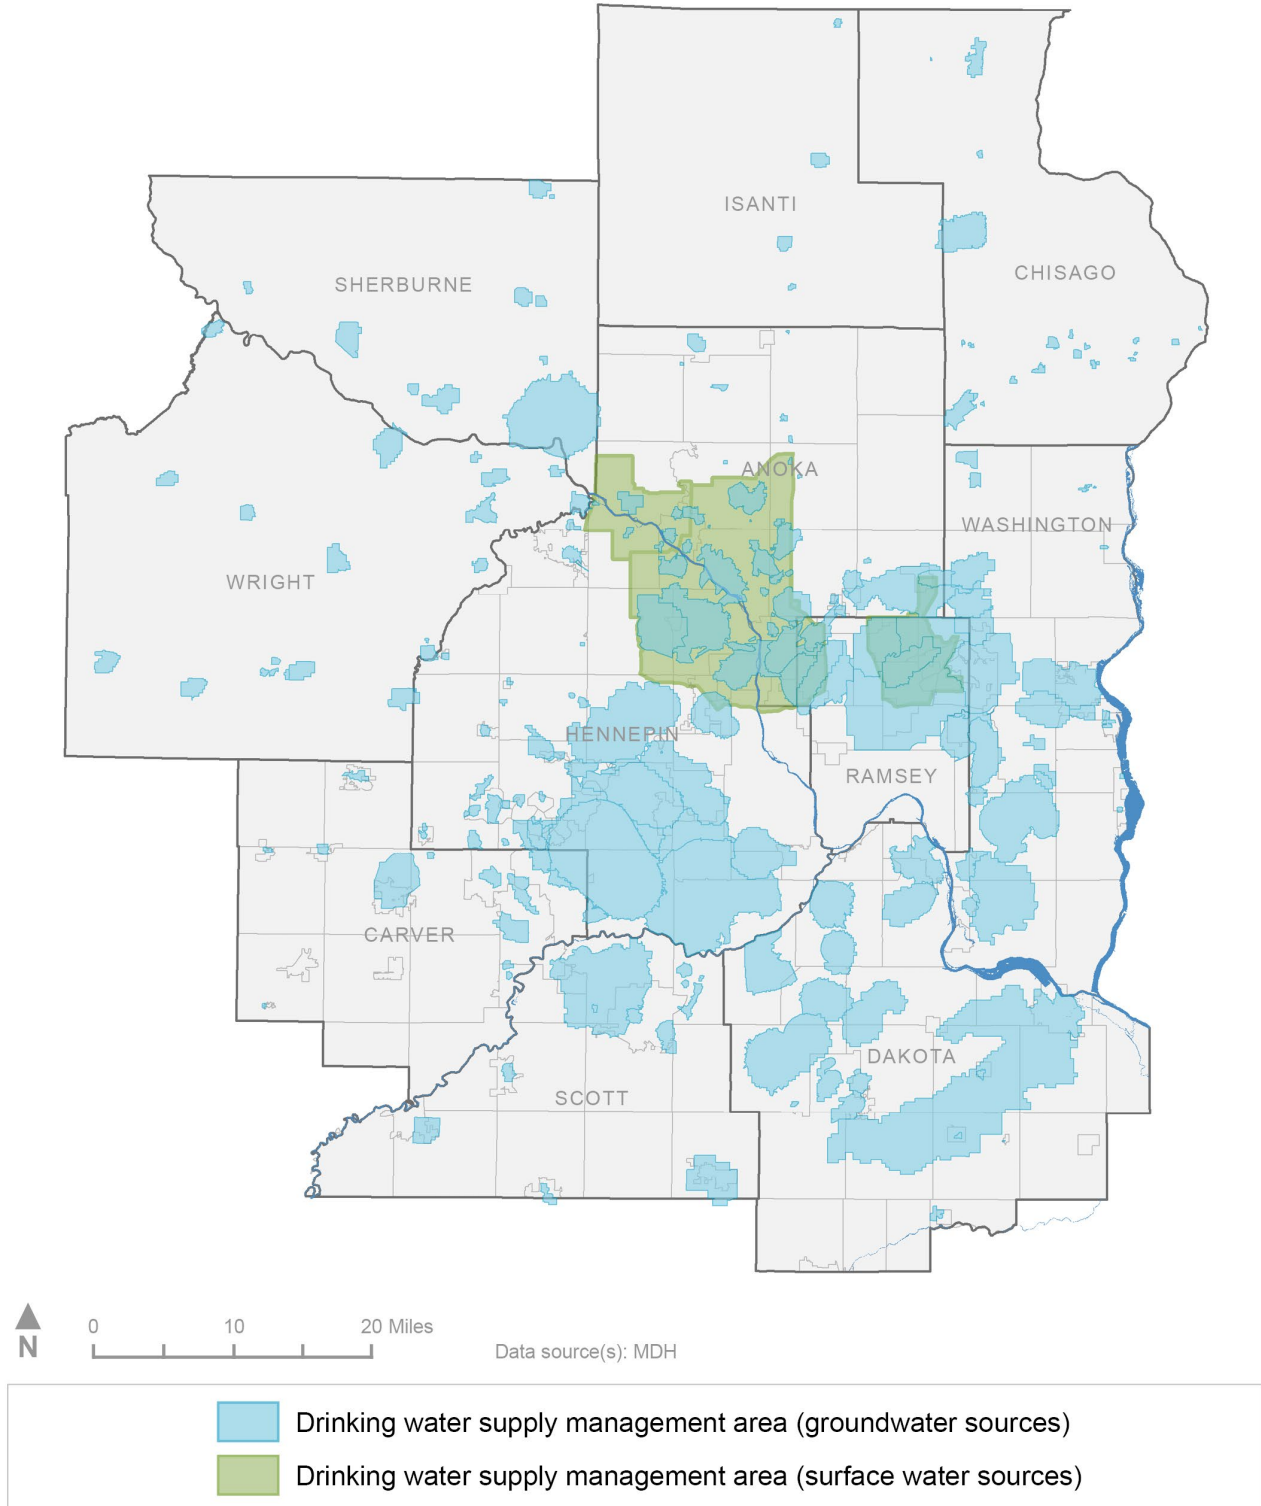 ISANTI
SHERBURNE
CHISAGO
ANOKA
WASHINGTON
WRIGHT
HENNEPIN
RAMSEY
CARVER
DAKOTA
SCOTT
N
0 10 20 Miles
Data source(s): MDH
Drinking water supply management area (groundwater sources)
Drinking water supply management area (surface water sources)